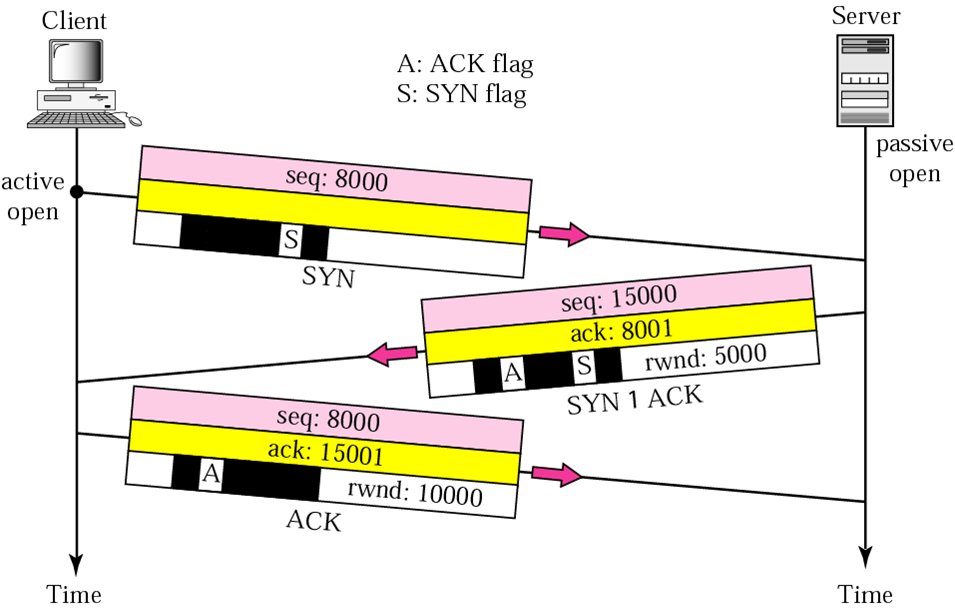 Client
Server
A: ACK flag
S: SYN flag
passive
open
active
open
seq: 8000
S
SYN
seq: 15000
ack: 8001
A
S
rwnd: 5000
SYN 1 ACK
seq: 8000
ack: 15001
A
rwnd: 10000
ACK
Time
Time